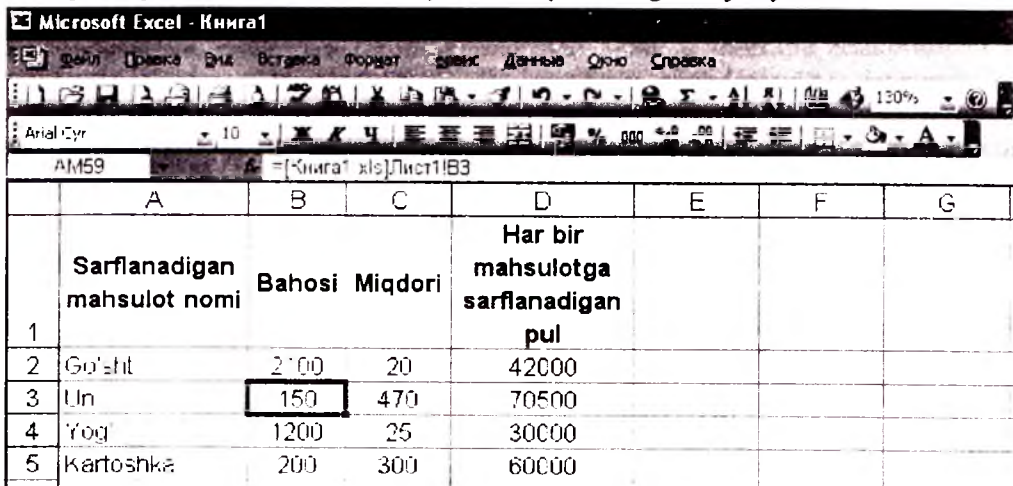 Microsoft Excel - Книга1
Файл Правка Вид Вставка Формат Сервис Данные Окно Справка
130%
Arial Cyr 10 Ж К Ч % 000
AM59 =[Книга1.xls]Лист1!B3
A B C D E F G
1 Sarflanadigan mahsulot nomi Bahosi Miqdori Har bir mahsulotga sarflanadigan pul
2 Go'sht 2100 20 42000
3 Un 150 470 70500
4 Yog' 1200 25 30000
5 Kartoshka 200 300 60000